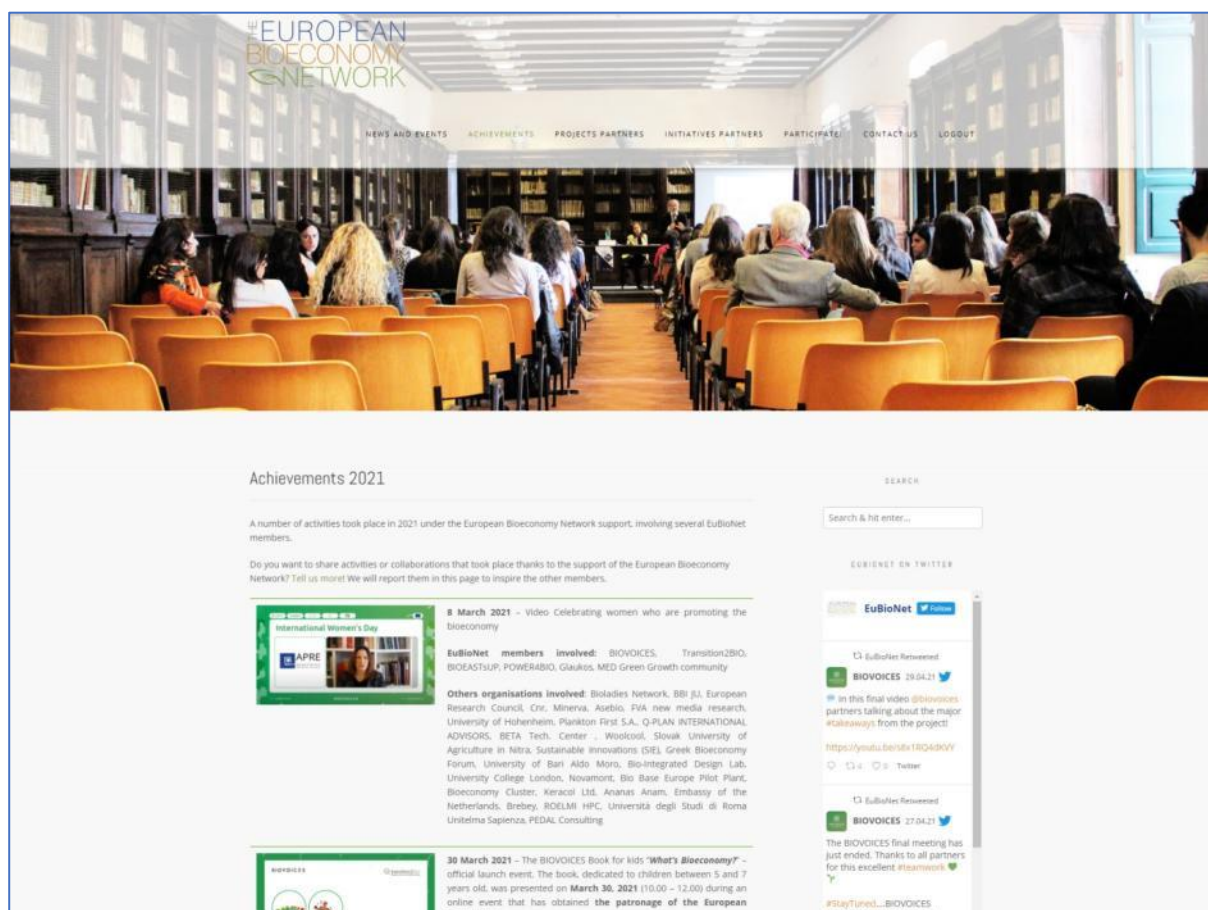 THE EUROPEAN
BIOECONOMY
NETWORK
NEWS AND EVENTS ACHIEVEMENTS PROJECTS PARTNERS INITIATIVES PARTNERS PARTICIPATE! CONTACT US LOGOUT
Achievements 2021
A number of activities took place in 2021 under the European Bioeconomy Network support, involving several EuBioNet
members.
Do you want to share activities or collaborations that took place thanks to the support of the European Bioeconomy
Network? Tell us more! We will report them in this page to inspire the other members.
International Women's Day
APRE
8 March 2021 – Video Celebrating women who are promoting the
bioeconomy
EuBioNet members involved: BIOVOICES, Transition2BIO,
BIOEASTsUP, POWER4BIO, Glaukos, MED Green Growth community
Others organisations involved: Bioladies Network, BBI JU, European
Research Council, Cnr, Minerva, Asebio, FVA new media research,
University of Hohenheim, Plankton First S.A., Q-PLAN INTERNATIONAL
ADVISORS, BETA Tech. Center , Woolcool, Slovak University of
Agriculture in Nitra, Sustainable Innovations (SIE), Greek Bioeconomy
Forum, University of Bari Aldo Moro, Bio-Integrated Design Lab,
University College London, Novamont, Bio Base Europe Pilot Plant,
Bioeconomy Cluster, Keracol Ltd, Ananas Anam, Embassy of the
Netherlands, Brebey, ROELMI HPC, Università degli Studi di Roma
Unitelma Sapienza, PEDAL Consulting
BIOVOICES
30 March 2021 – The BIOVOICES Book for kids "What's Bioeconomy?" –
official launch event. The book, dedicated to children between 5 and 7
years old, was presented on March 30, 2021 (10.00 – 12.00) during an
online event that has obtained the patronage of the European
SEARCH
Search & hit enter...
EUBIONET ON TWITTER
EuBioNet Follow
EuBioNet Retweeted
BIOVOICES 29.04.21
In this final video @biovoices
partners talking about the major
#takeaways from the project!
Twitter
EuBioNet Retweeted
BIOVOICES 27.04.21
The BIOVOICES final meeting has
just ended. Thanks to all partners
for this excellent #teamwork
#StayTuned....BIOVOICES